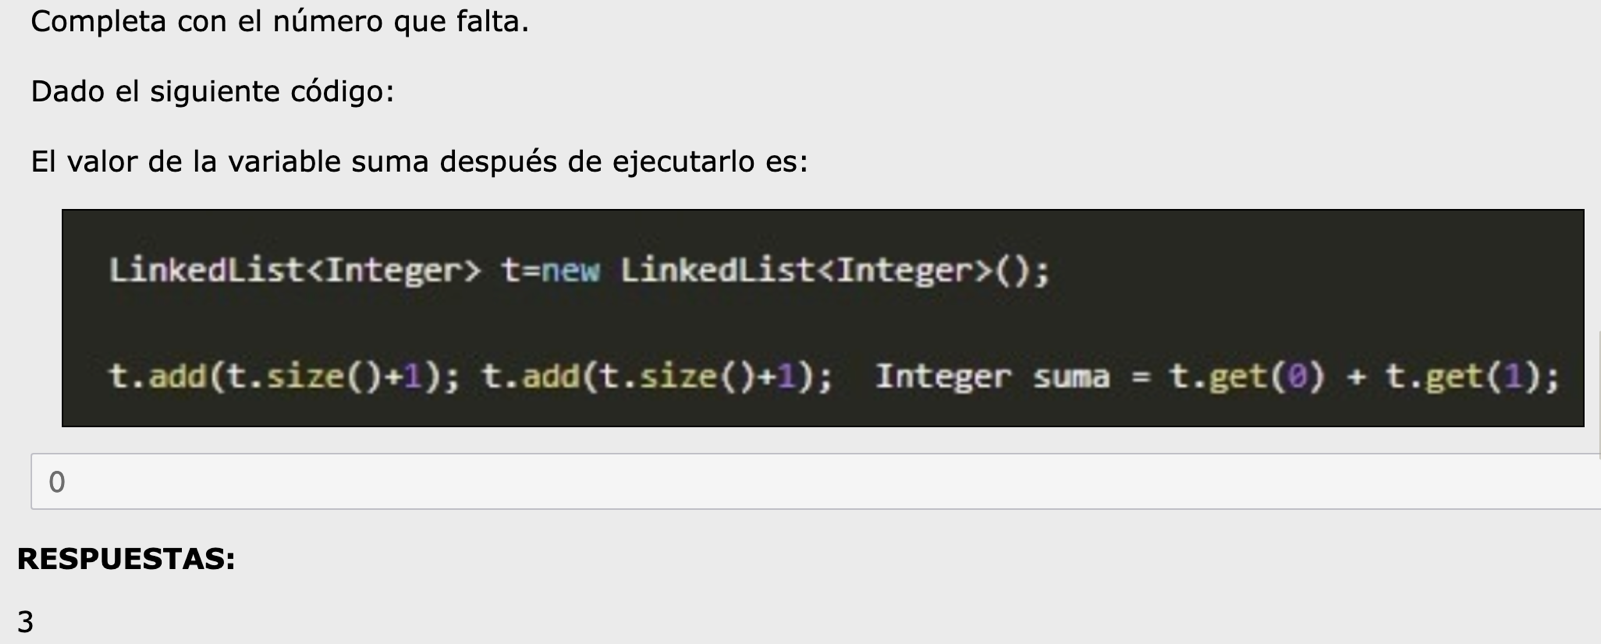 Completa con el número que falta.
Dado el siguiente código:
El valor de la variable suma después de ejecutarlo es:
LinkedList<Integer> t=new LinkedList<Integer>();
t.add(t.size()+1); t.add(t.size()+1);  Integer suma = t.get(0) + t.get(1);
0
RESPUESTAS:
3